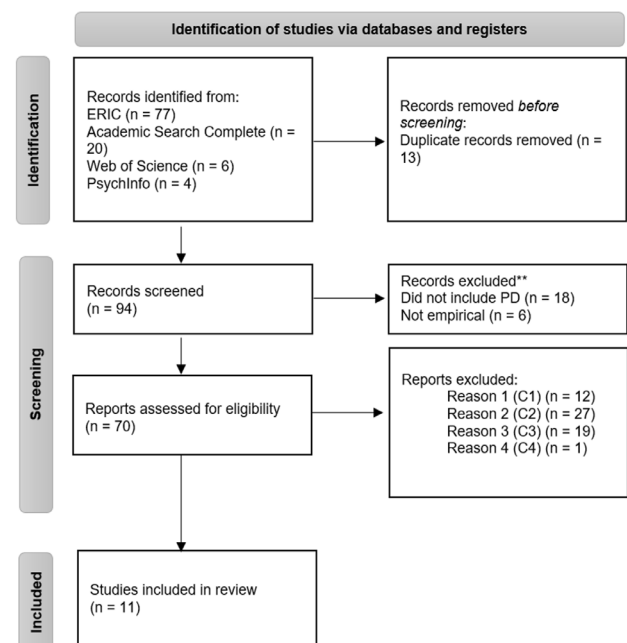 Identification of studies via databases and registers
Identification
Records identified from:
ERIC (n = 77)
Academic Search Complete (n =
20)
Web of Science (n = 6)
PsychInfo (n = 4)
Records removed before
screening:
Duplicate records removed (n =
13)
Screening
Records screened
(n = 94)
Records excluded**
Did not include PD (n = 18)
Not empirical (n = 6)
Reports assessed for eligibility
(n = 70)
Reports excluded:
Reason 1 (C1) (n = 12)
Reason 2 (C2) (n = 27)
Reason 3 (C3) (n = 19)
Reason 4 (C4) (n = 1)
Included
Studies included in review
(n = 11)